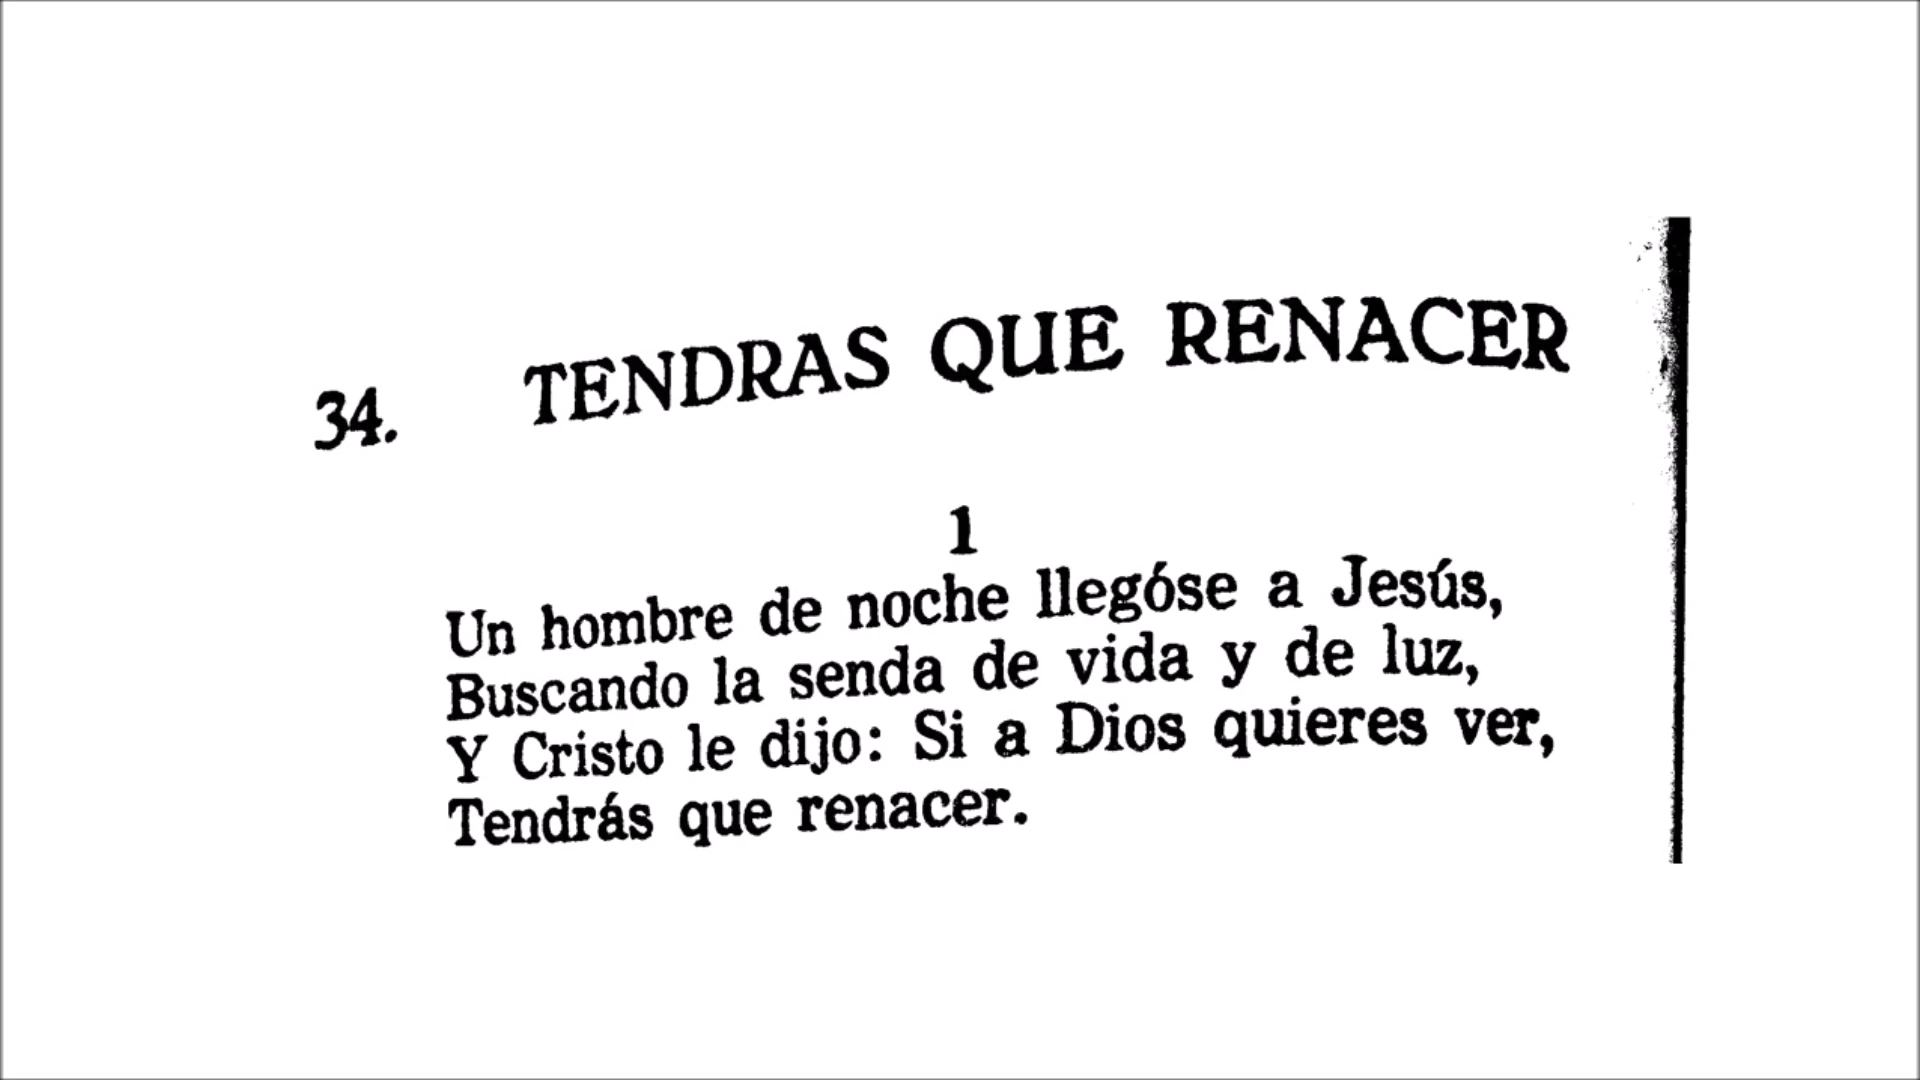 34. TENDRAS QUE RENACER
1
Un hombre de noche llegóse a Jesús,
Buscando la senda de vida y de luz,
Y Cristo le dijo: Si a Dios quieres ver,
Tendrás que renacer.